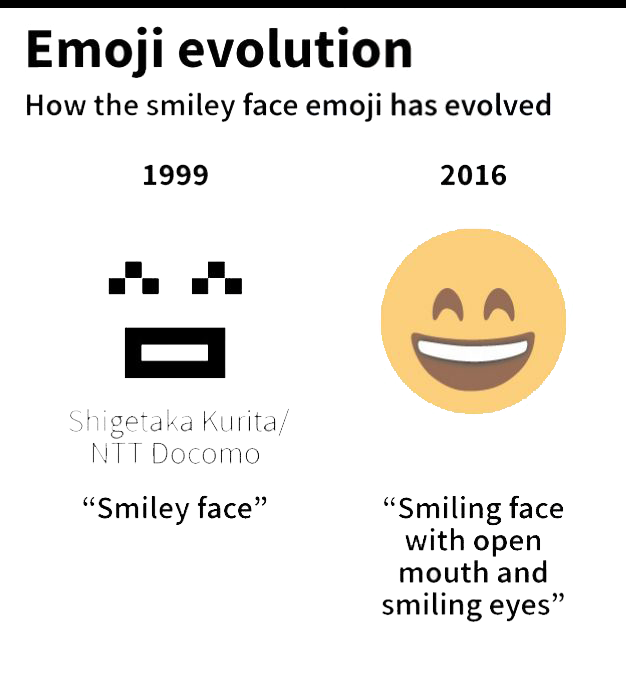 Emoji evolution
How the smiley face emoji has evolved
1999
2016
Shigetaka Kurita/
NTT Docomo
“Smiley face”
“Smiling face
with open
mouth and
smiling eyes”